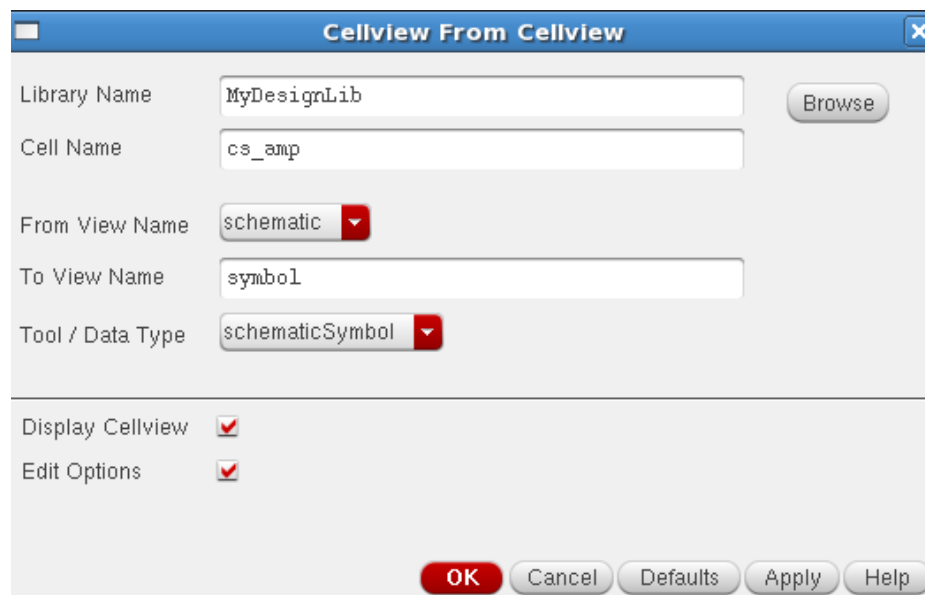 Cellview From Cellview
Library Name MyDesignLib Browse
Cell Name cs_amp
From View Name schematic
To View Name symbol
Tool / Data Type schematicSymbol
Display Cellview
Edit Options
OK Cancel Defaults Apply Help